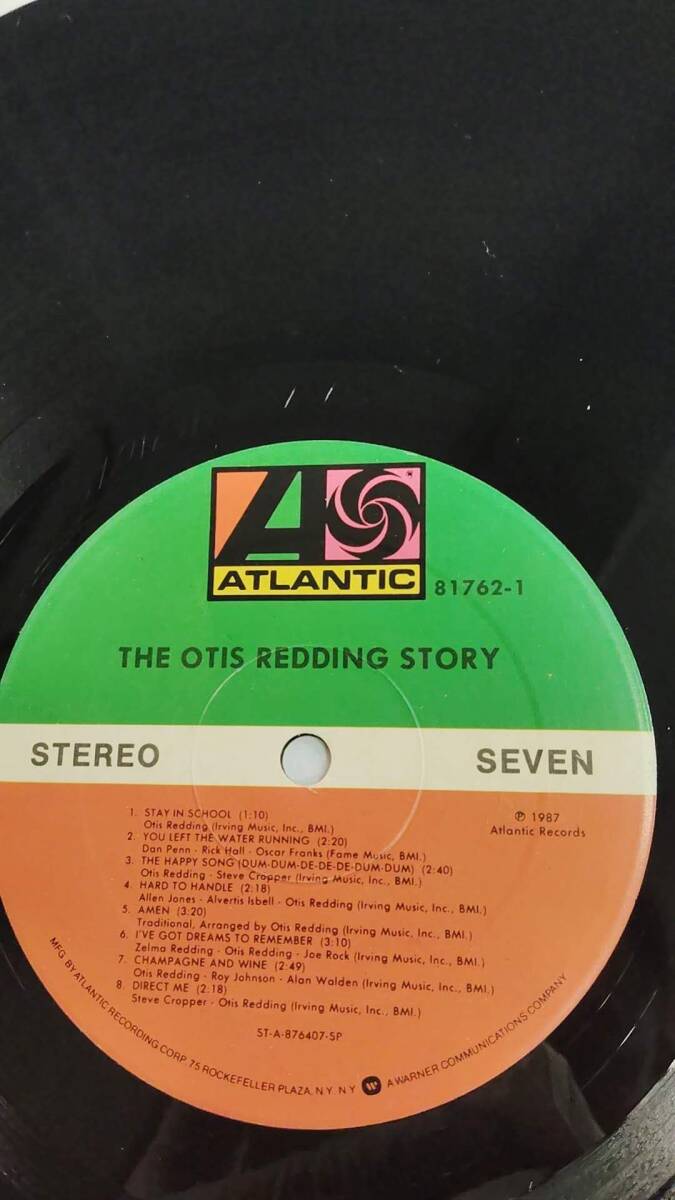 ATLANTIC
81762-1
THE OTIS REDDING STORY
STEREO
SEVEN
1. STAY IN SCHOOL (1:10)
Otis Redding (Irving Music, Inc., BMI.)
2. YOU LEFT THE WATER RUNNING (2:20)
Dan Penn - Rick Hall - Oscar Franks (Fame Music, BMI.)
3. THE HAPPY SONG (DUM-DUM-DE-DE-DE-DUM-DUM) (2:40)
Otis Redding - Steve Cropper (Irving Music, Inc., BMI.)
4. HARD TO HANDLE (2:18)
Allen Jones - Alvertis Isbell - Otis Redding (Irving Music, Inc., BMI.)
5. AMEN (3:20)
Traditional, Arranged by Otis Redding (Irving Music, Inc., BMI.)
6. I'VE GOT DREAMS TO REMEMBER (3:10)
Zelma Redding - Otis Redding - Joe Rock (Irving Music, Inc., BMI.)
7. CHAMPAGNE AND WINE (2:49)
Otis Redding - Roy Johnson - Alan Walden (Irving Music, Inc., BMI.)
8. DIRECT ME (2:18)
Steve Cropper - Otis Redding (Irving Music, Inc., BMI.)
℗ 1987
Atlantic Records
ST-A-876407-SP
MFG. BY ATLANTIC RECORDING CORP. 75 ROCKEFELLER PLAZA, N.Y. N.Y. A WARNER COMMUNICATIONS COMPANY